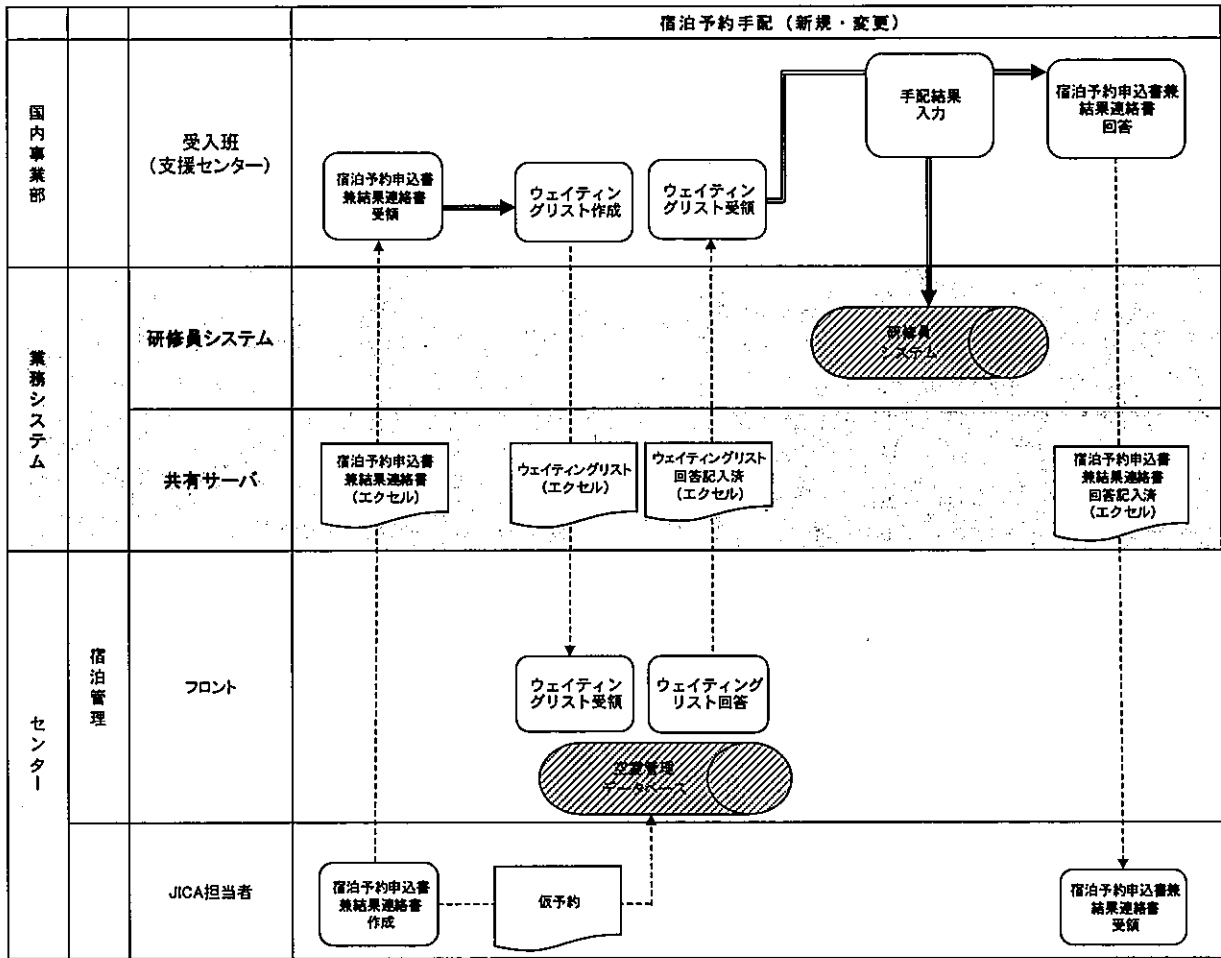 宿泊予約手配（新規・変更）
国内事業部
受入班
（支援センター）
宿泊予約申込書
兼結果連絡書
受領
ウェイティン
グリスト作成
ウェイティン
グリスト受領
手配結果
入力
宿泊予約申込書兼
結果連絡書
回答
業務システム
研修員システム
研修員
システム
共有サーバ
宿泊予約申込書
兼結果連絡書
(エクセル)
ウェイティングリスト
(エクセル)
ウェイティングリスト
回答記入済
(エクセル)
宿泊予約申込書
兼結果連絡書
回答記入済
(エクセル)
センター
宿泊管理
フロント
ウェイティン
グリスト受領
ウェイティング
リスト回答
空室管理
データベース
JICA担当者
宿泊予約申込書
兼結果連絡書
作成
仮予約
宿泊予約申込書兼
結果連絡書
受領